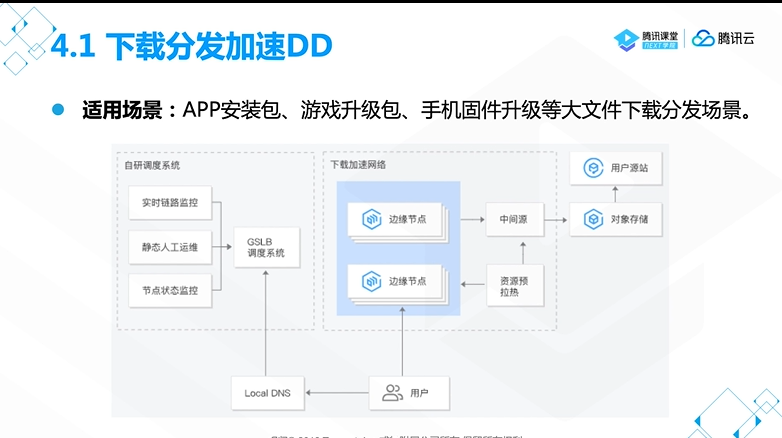 4.1 下载分发加速DD
腾讯课堂
NEXT学院
腾讯云
适用场景：APP安装包、游戏升级包、手机固件升级等大文件下载分发场景。
自研调度系统
下载加速网络
实时链路监控
静态人工运维
节点状态监控
GSLB
调度系统
边缘节点
边缘节点
中间源
资源预
拉热
用户源站
对象存储
Local DNS
用户